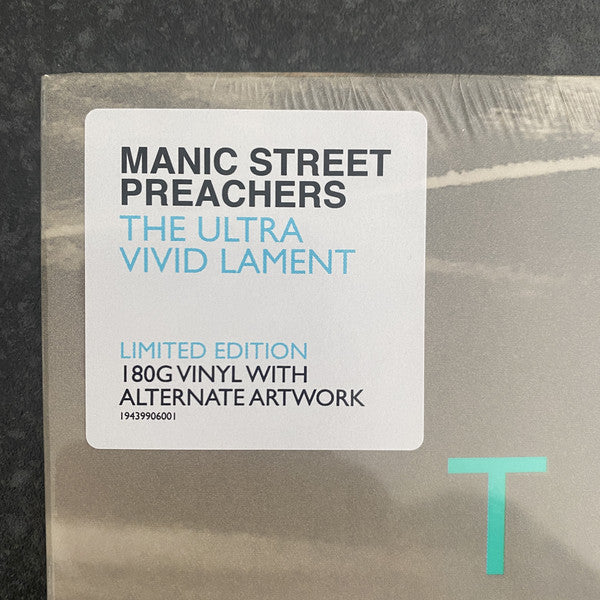 MANIC STREET
PREACHERS
THE ULTRA
VIVID LAMENT
LIMITED EDITION
180G VINYL WITH
ALTERNATE ARTWORK
19439906001
T